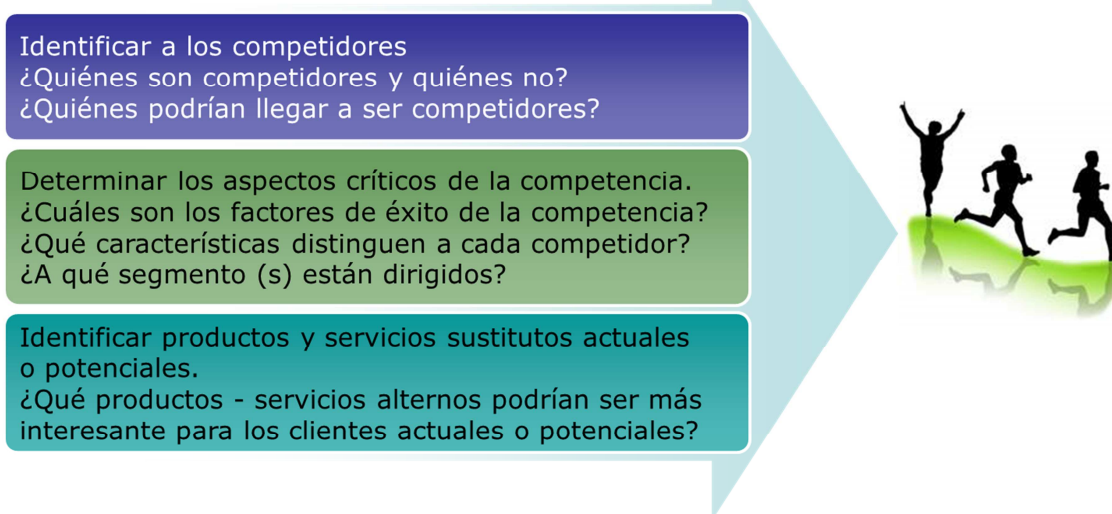 Identificar a los competidores
¿Quiénes son competidores y quiénes no?
¿Quiénes podrían llegar a ser competidores?
Determinar los aspectos críticos de la competencia.
¿Cuáles son los factores de éxito de la competencia?
¿Qué características distinguen a cada competidor?
¿A qué segmento (s) están dirigidos?
Identificar productos y servicios sustitutos actuales
o potenciales.
¿Qué productos - servicios alternos podrían ser más
interesante para los clientes actuales o potenciales?